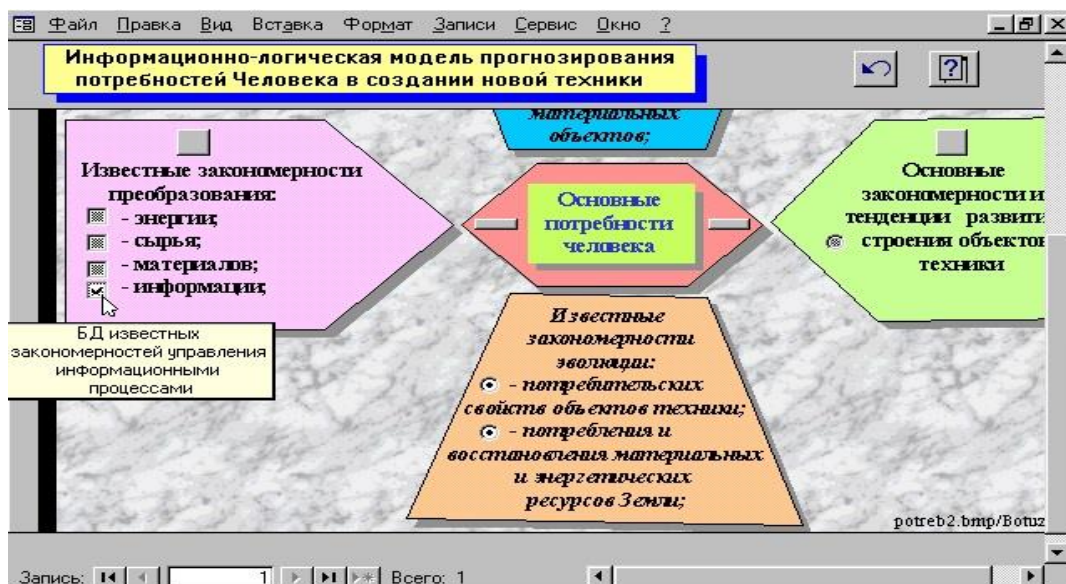 Файл Правка Вид Вставка Формат Записи Сервис Окно ?
Информационно-логическая модель прогнозирования
потребностей Человека в создании новой техники
материальных
объектов;
Известные закономерности
преобразования:
- энергии;
- сырья;
- материалов;
- информации;
БД известных
закономерностей управления
информационными
процессами
Основные
потребности
человека
Основные
закономерности и
тенденции развити
строения объектов
техники
Известные
закономерности
эволюции:
- потребительских
свойств объектов техники;
- потребления и
восстановления материальных
и энергетических
ресурсов Земли;
potreb2.bmp/Botuz
Запись: 1 Всего: 1